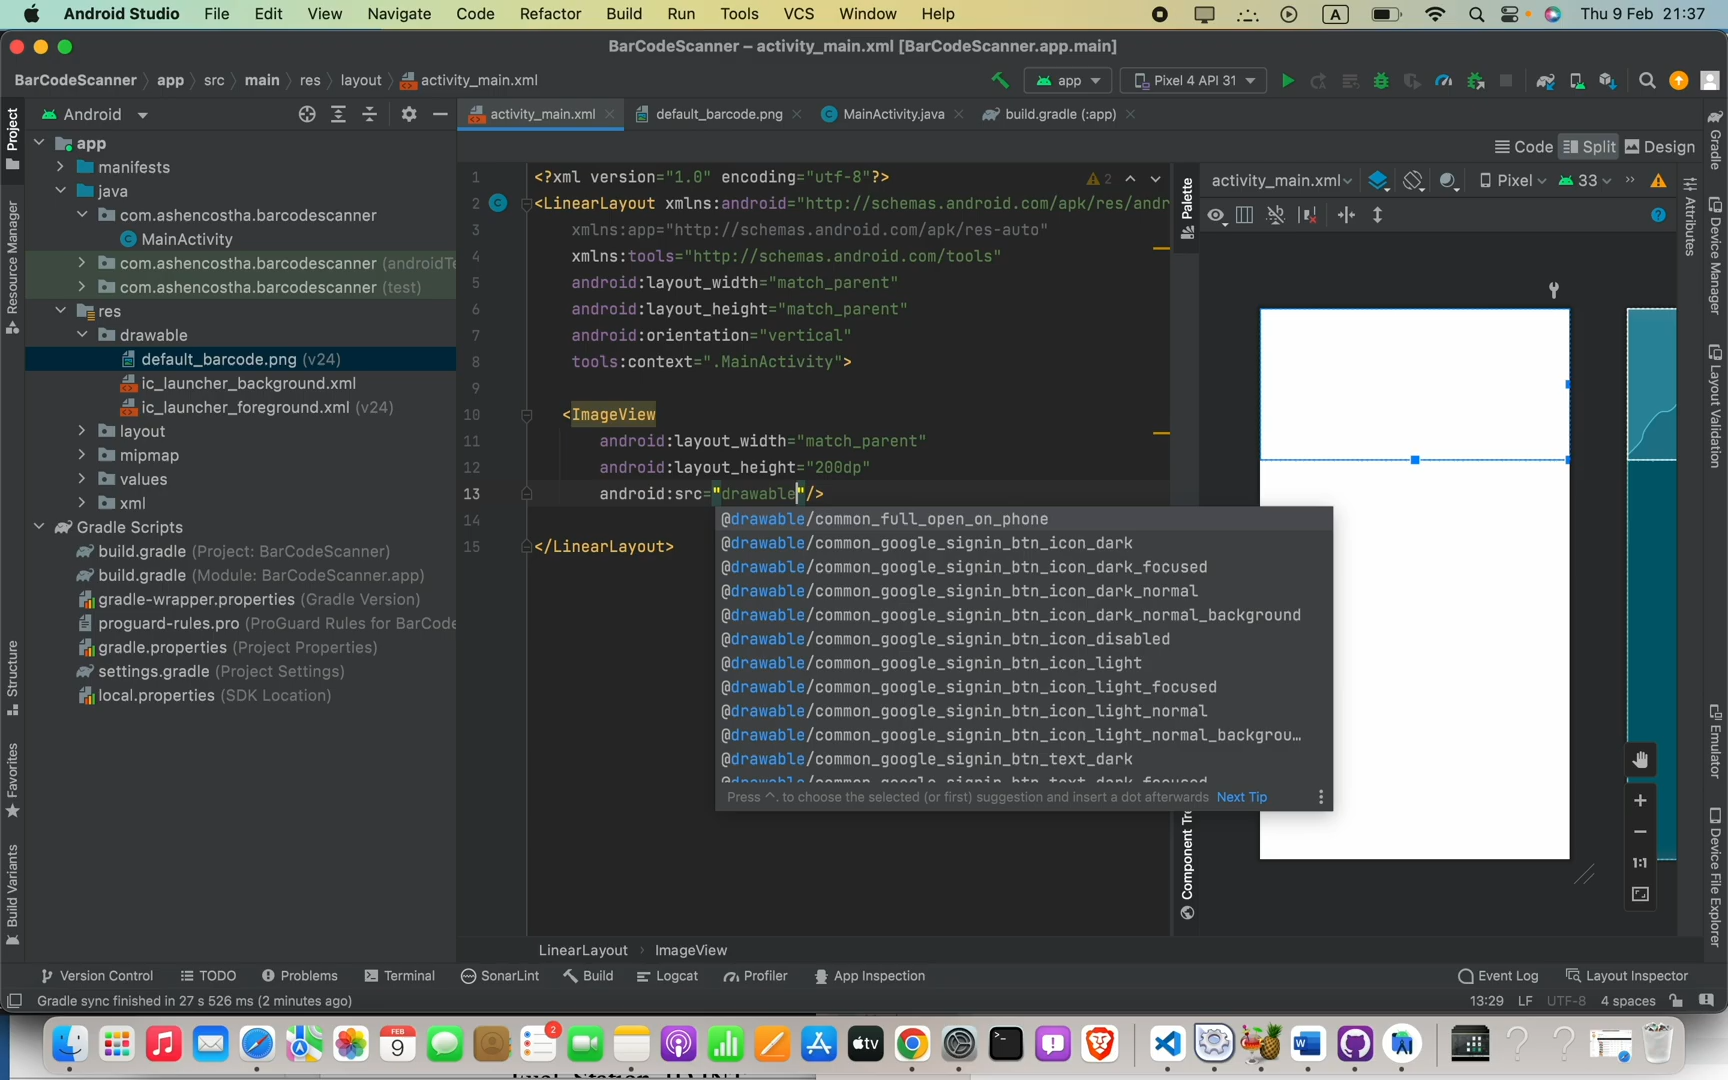 Android Studio File Edit View Navigate Code Refactor Build Run Tools VCS Window Help A Thu 9 Feb 21:37
BarCodeScanner – activity_main.xml [BarCodeScanner.app.main]
BarCodeScanner app src main res layout activity_main.xml app Pixel 4 API 31
Project
Android
activity_main.xml default_barcode.png MainActivity.java build.gradle (:app)
Gradle
Code Split Design
app
manifests
java
com.ashencostha.barcodescanner
MainActivity
com.ashencostha.barcodescanner (androidTe
com.ashencostha.barcodescanner (test)
res
drawable
default_barcode.png (v24)
ic_launcher_background.xml
ic_launcher_foreground.xml (v24)
layout
mipmap
values
xml
Gradle Scripts
build.gradle (Project: BarCodeScanner)
build.gradle (Module: BarCodeScanner.app)
gradle-wrapper.properties (Gradle Version)
proguard-rules.pro (ProGuard Rules for BarCode
gradle.properties (Project Properties)
settings.gradle (Project Settings)
local.properties (SDK Location)
Resource Manager
Structure
Favorites
Build Variants
1 <?xml version="1.0" encoding="utf-8"?> 2
2 <LinearLayout xmlns:android="http://schemas.android.com/apk/res/andr
3 xmlns:app="http://schemas.android.com/apk/res-auto"
4 xmlns:tools="http://schemas.android.com/tools"
5 android:layout_width="match_parent"
6 android:layout_height="match_parent"
7 android:orientation="vertical"
8 tools:context=".MainActivity">
9
10 <ImageView
11 android:layout_width="match_parent"
12 android:layout_height="200dp"
13 android:src="drawable"/>
14
15 </LinearLayout>
@drawable/common_full_open_on_phone
@drawable/common_google_signin_btn_icon_dark
@drawable/common_google_signin_btn_icon_dark_focused
@drawable/common_google_signin_btn_icon_dark_normal
@drawable/common_google_signin_btn_icon_dark_normal_background
@drawable/common_google_signin_btn_icon_disabled
@drawable/common_google_signin_btn_icon_light
@drawable/common_google_signin_btn_icon_light_focused
@drawable/common_google_signin_btn_icon_light_normal
@drawable/common_google_signin_btn_icon_light_normal_backgrou…
@drawable/common_google_signin_btn_text_dark
@drawable/common_google_signin_btn_text_dark_focused
Press ^. to choose the selected (or first) suggestion and insert a dot afterwards Next Tip
Palette
activity_main.xml Pixel 33
Component Tre
1:1
Attributes
Device Manager
Layout Validation
Emulator
Device File Explorer
LinearLayout ImageView
Version Control TODO Problems Terminal SonarLint Build Logcat Profiler App Inspection Event Log Layout Inspector
Gradle sync finished in 27 s 526 ms (2 minutes ago) 13:29 LF UTF-8 4 spaces
FEB
9
2
tv